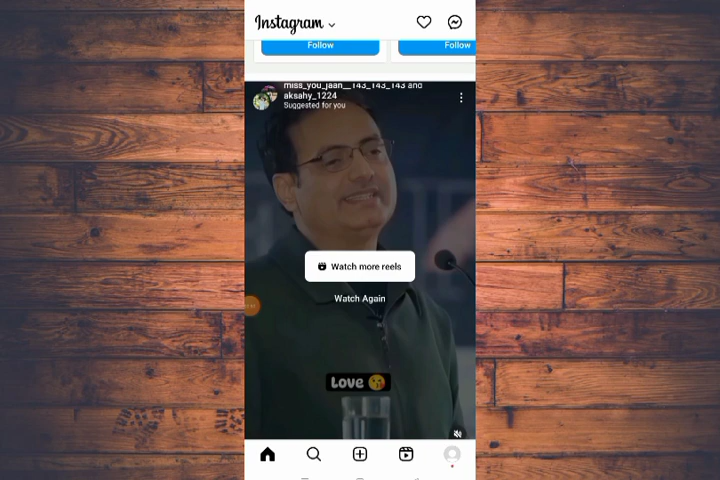 Instagram
Follow
Follow
miss_you_jaan__143_143_143 and
aksahy_1224
Suggested for you
Watch more reels
Watch Again
Love 😘